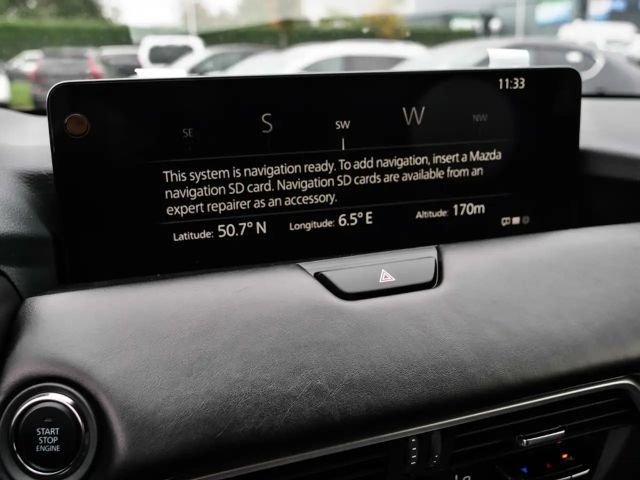 11:33
SE S SW W NW
This system is navigation ready. To add navigation, insert a Mazda
navigation SD card. Navigation SD cards are available from an
expert repairer as an accessory.
Latitude: 50.7° N Longitude: 6.5° E Altitude: 170m
START
STOP
ENGINE